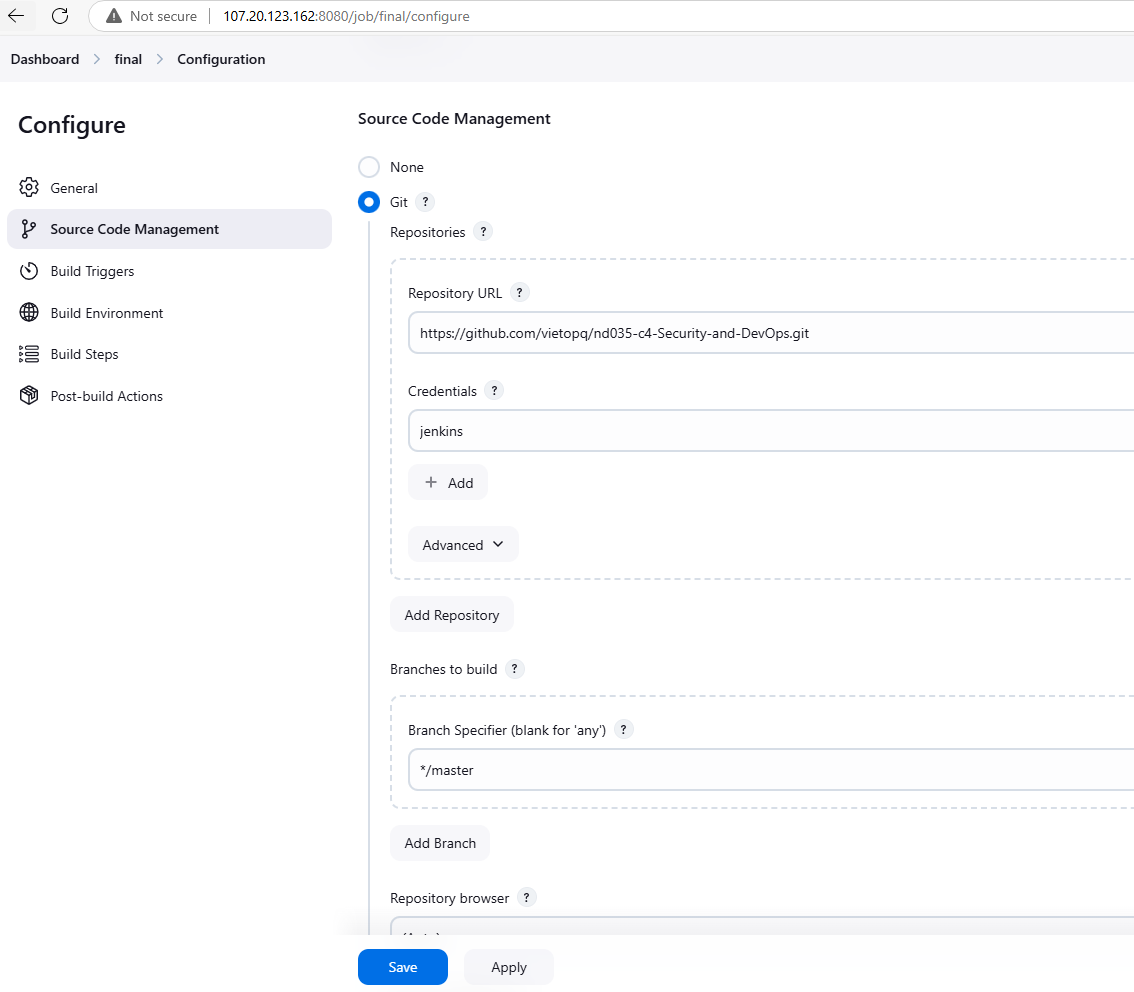 Not secure 107.20.123.162:8080/job/final/configure
Dashboard > final > Configuration
Configure
General
Source Code Management
Build Triggers
Build Environment
Build Steps
Post-build Actions
Source Code Management
None
Git ?
Repositories ?
Repository URL ?
https://github.com/vietopq/nd035-c4-Security-and-DevOps.git
Credentials ?
jenkins
+ Add
Advanced
Add Repository
Branches to build ?
Branch Specifier (blank for 'any') ?
*/master
Add Branch
Repository browser ?
Save Apply